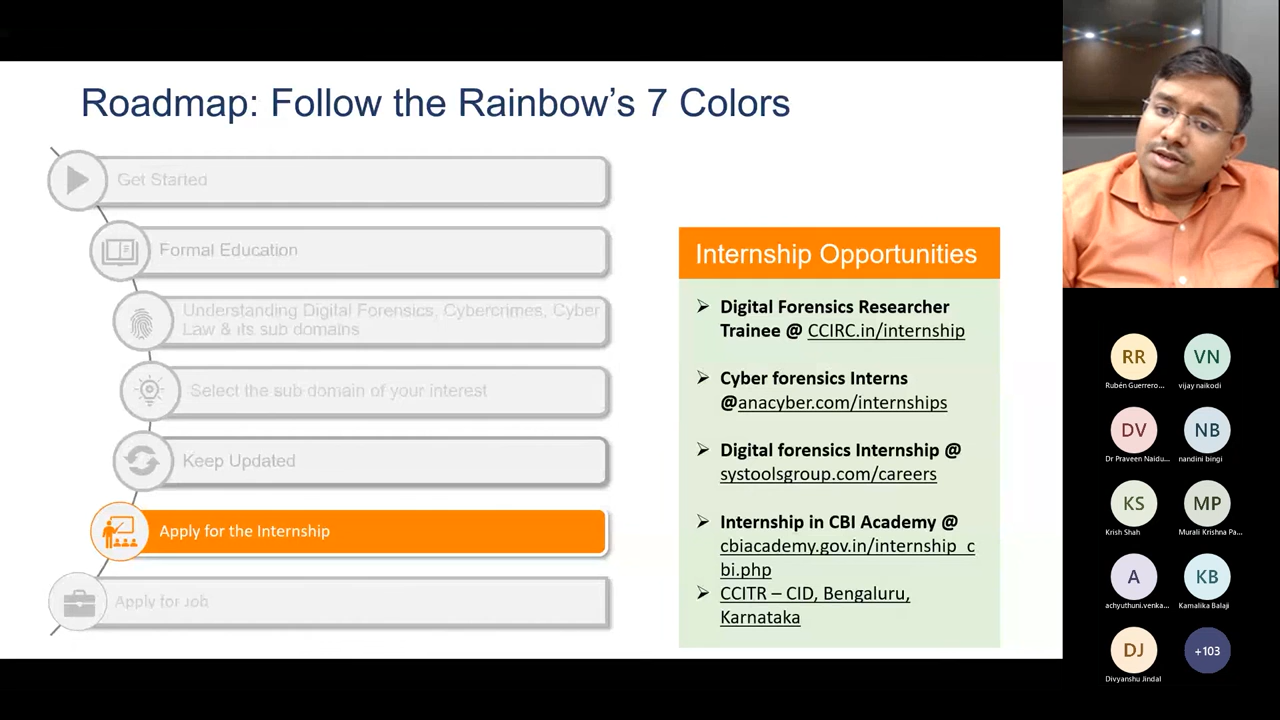 Roadmap: Follow the Rainbow's 7 Colors
Get Started
Formal Education
Understanding Digital Forensics, Cybercrimes, Cyber
Law & its sub domains
Select the sub domain of your interest
Keep Updated
Apply for the Internship
Apply for Job
Internship Opportunities
➢ Digital Forensics Researcher
Trainee @ CCIRC.in/internship
➢ Cyber forensics Interns
@anacyber.com/internships
➢ Digital forensics Internship @
systoolsgroup.com/careers
➢ Internship in CBI Academy @
cbiacademy.gov.in/internship_c
bi.php
➢ CCITR – CID, Bengaluru,
Karnataka
RR
Rubén Guerrero...
VN
vijay naikodi
DV
Dr Praveen Naidu...
NB
nandini bingi
KS
Krish Shah
MP
Murali Krishna Pa...
A
achyuthuni.venka...
KB
Kamalika Balaji
DJ
Divyanshu Jindal
+103